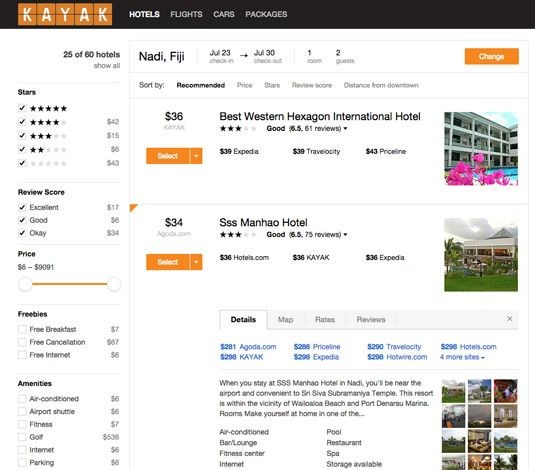 KAYAK HOTELS FLIGHTS CARS PACKAGES
25 of 60 hotels
show all
Stars
$42
$15
$6
$43
Review Score
Excellent $17
Good $6
Okay $34
Price
$6 – $9091
Freebies
Free Breakfast $7
Free Cancellation $67
Free Internet $6
Amenities
Air-conditioned $6
Airport shuttle $6
Fitness $7
Golf $536
Internet $6
Parking $6
Nadi, Fiji
Jul 23 → Jul 30 1 2
check-in check-out room guests
Change
Sort by: Recommended Price Stars Review score Distance from downtown
$36
KAYAK
Select
Best Western Hexagon International Hotel
Good (6.5, 61 reviews)
$39 Expedia $39 Travelocity $43 Priceline
$34
Agoda.com
Select
Sss Manhao Hotel
Good (6.5, 75 reviews)
$36 Hotels.com $36 KAYAK $36 Expedia
Details Map Rates Reviews ×
$281 Agoda.com $286 Priceline $290 Travelocity $298 Hotels.com
$298 KAYAK $298 Expedia $298 Hotwire.com 4 more sites
When you stay at SSS Manhao Hotel in Nadi, you'll be near the
airport and convenient to Sri Siva Subramaniya Temple. This resort
is within the vicinity of Wailoaloa Beach and Port Denarau Marina.
Rooms Make yourself at home in one of the...
Air-conditioned Pool
Bar/Lounge Restaurant
Fitness center Spa
Internet Storage available